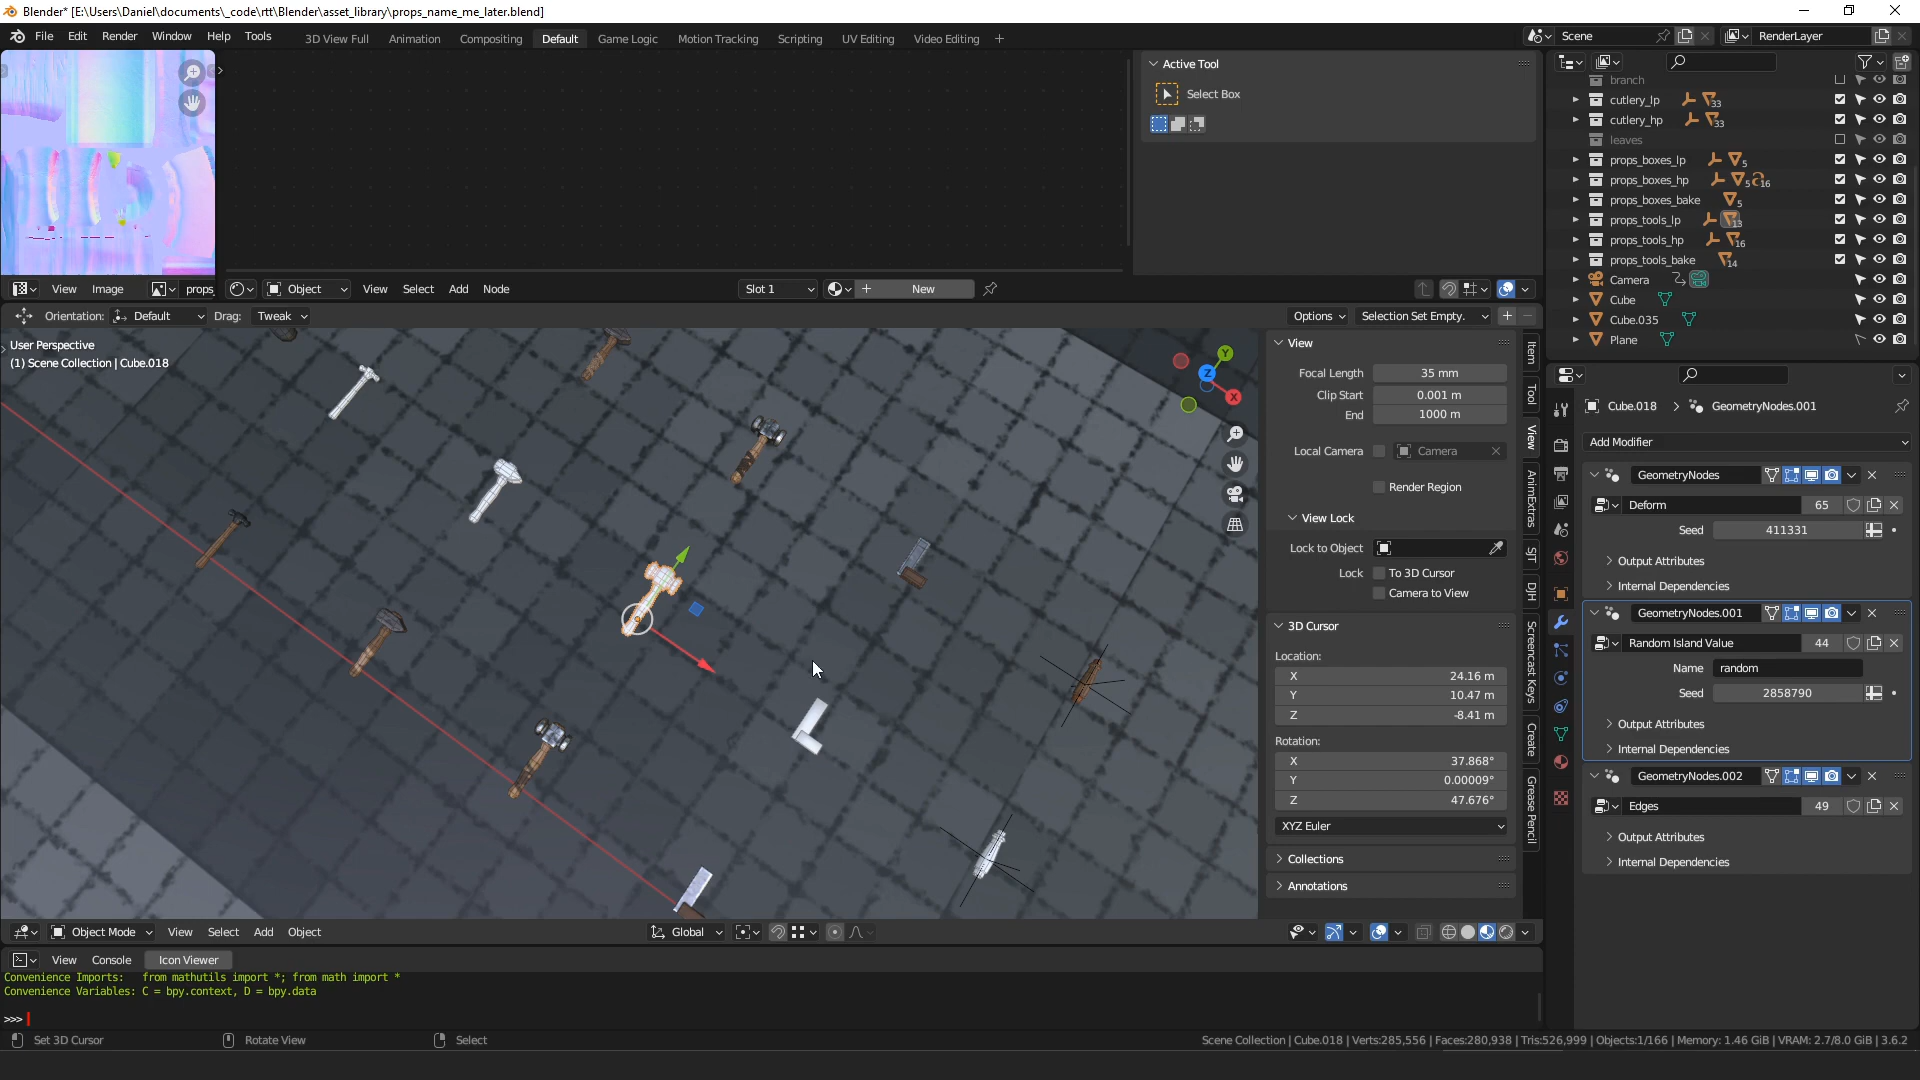 Blender* [E:\Users\Daniel\documents\_code\rtt\Blender\asset_library\props_name_me_later.blend]
File Edit Render Window Help Tools
3D View Full Animation Compositing Default Game Logic Motion Tracking Scripting UV Editing Video Editing +
Scene
RenderLayer
Active Tool
Select Box
branch
cutlery_lp 33
cutlery_hp 33
leaves
props_boxes_lp 5
props_boxes_hp 5 16
props_boxes_bake 5
props_tools_lp 13
props_tools_hp 16
props_tools_bake 14
Camera
Cube
Cube.035
Plane
View Image props
Object View Select Add Node Slot 1 New
Orientation: Default Drag: Tweak Options Selection Set Empty.
User Perspective
(1) Scene Collection | Cube.018
X
Y
Z
View
Focal Length 35 mm
Clip Start 0.001 m
End 1000 m
Local Camera Camera
Render Region
View Lock
Lock to Object
Lock To 3D Cursor
Camera to View
3D Cursor
Location:
X 24.16 m
Y 10.47 m
Z -8.41 m
Rotation:
X 37.868°
Y 0.00009°
Z 47.676°
XYZ Euler
Collections
Annotations
Item
Tool
View
AnimExtras
SJT
DJH
Screencast Keys
Create
Grease Pencil
Cube.018 GeometryNodes.001
Add Modifier
GeometryNodes
Deform 65
Seed 411331
Output Attributes
Internal Dependencies
GeometryNodes.001
Random Island Value 44
Name random
Seed 2858790
Output Attributes
Internal Dependencies
GeometryNodes.002
Edges 49
Output Attributes
Internal Dependencies
Object Mode View Select Add Object Global
View Console Icon Viewer
Convenience Imports: from mathutils import *; from math import *
Convenience Variables: C = bpy.context, D = bpy.data
>>>
Set 3D Cursor Rotate View Select
Scene Collection | Cube.018 | Verts:285,556 | Faces:280,938 | Tris:526,999 | Objects:1/166 | Memory: 1.46 GiB | VRAM: 2.7/8.0 GiB | 3.6.2